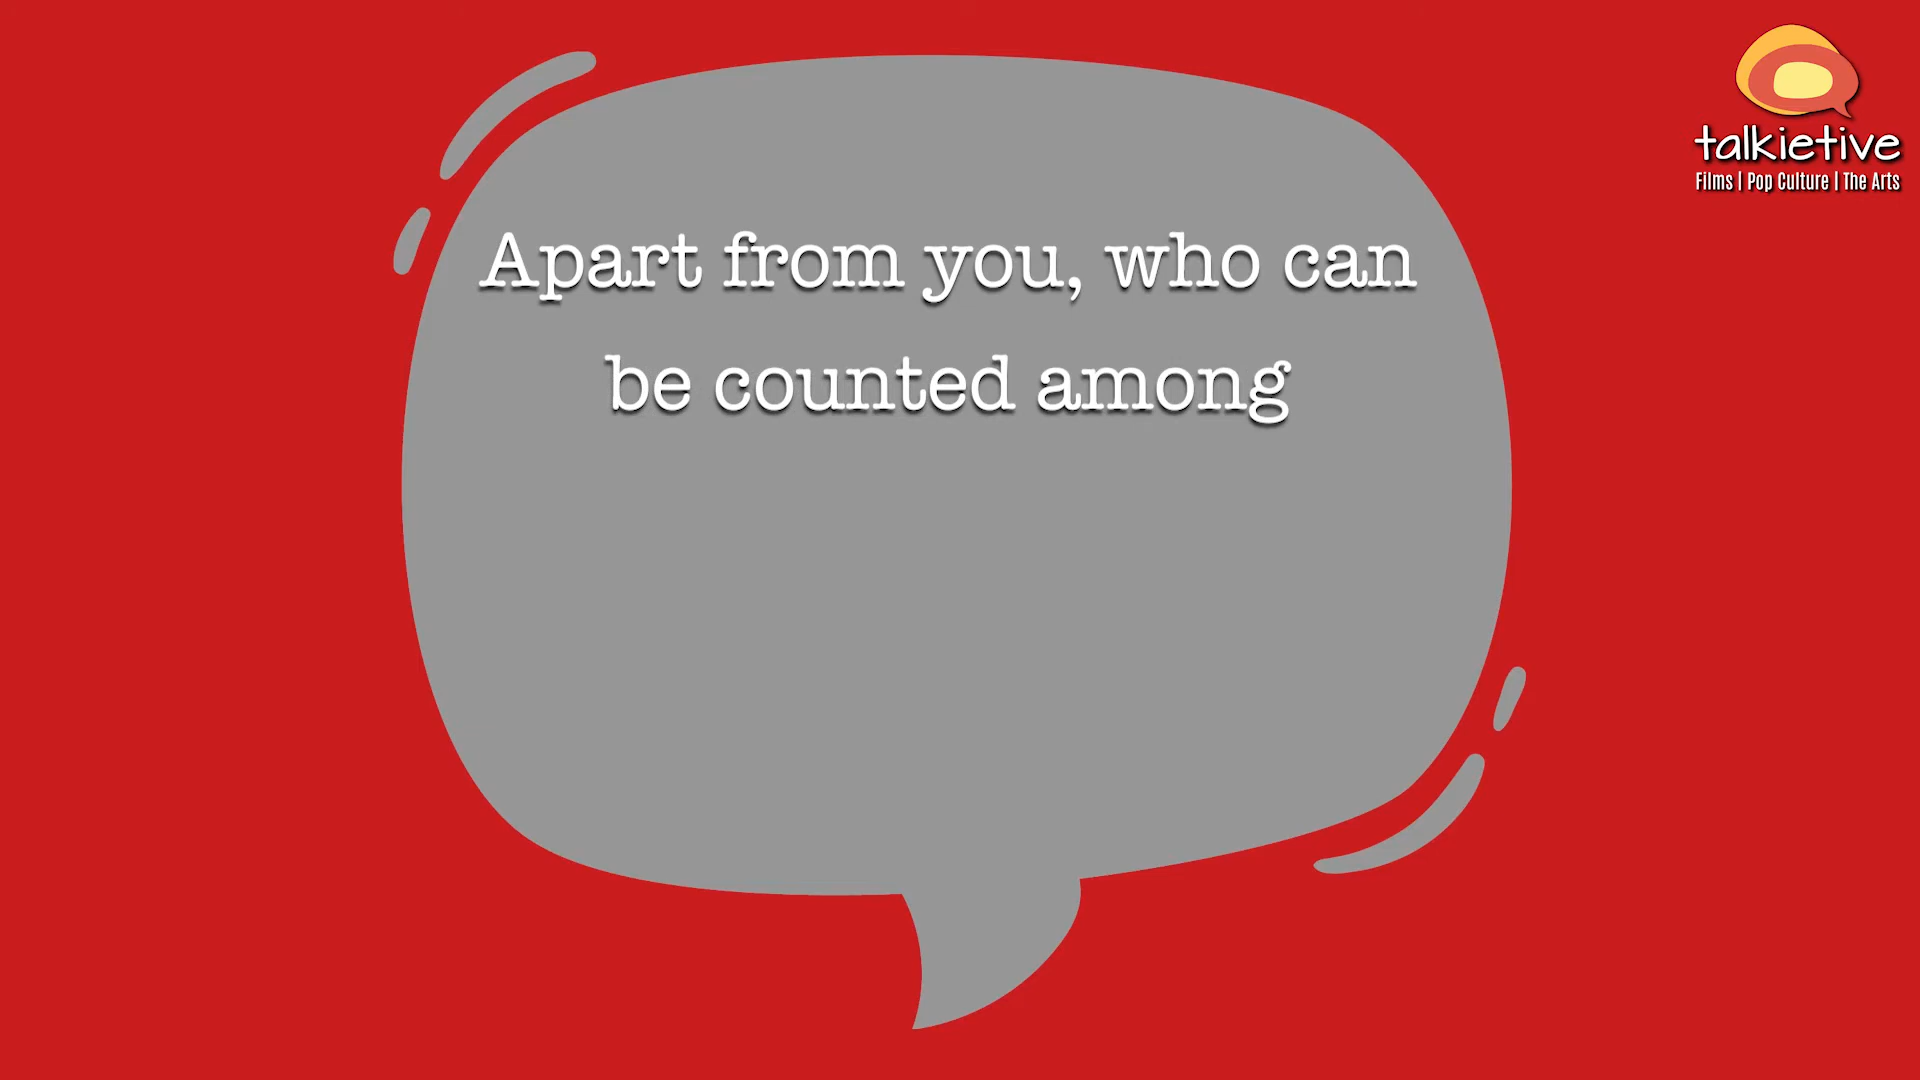 talkietive
Films | Pop Culture | The Arts
Apart from you, who can
be counted among